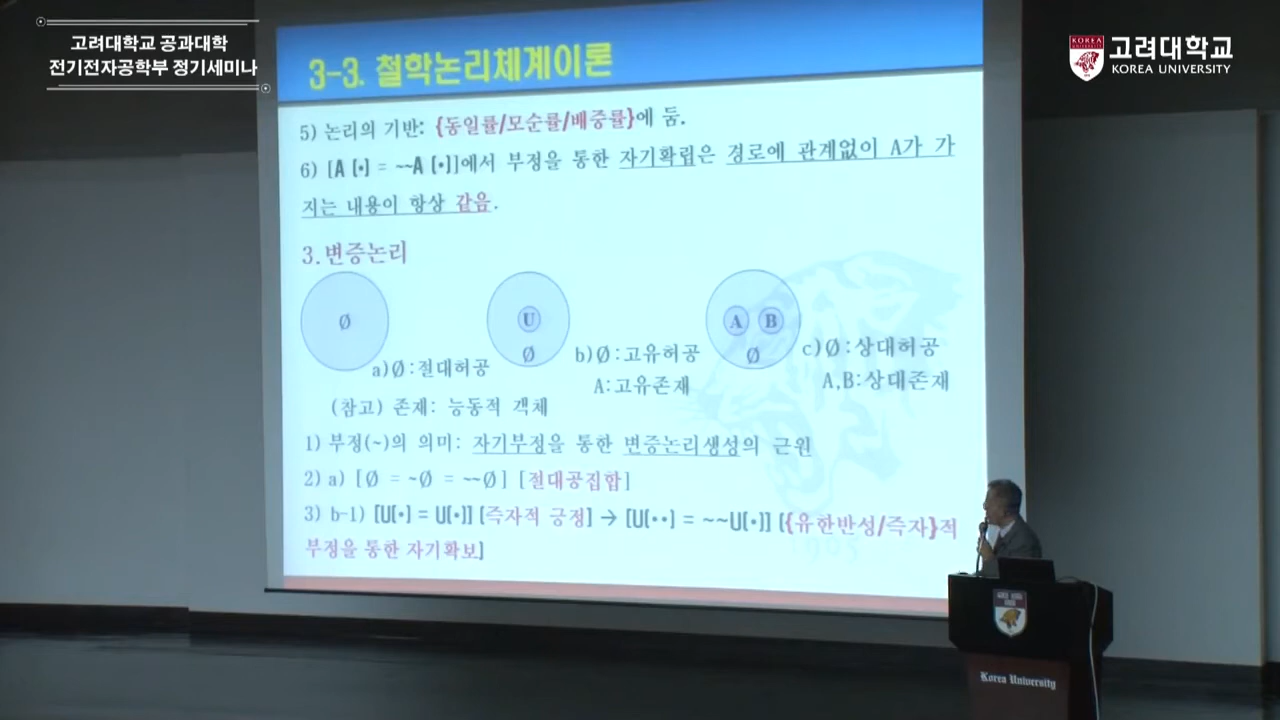 고려대학교 공과대학
전기전자공학부 정기세미나
KOREA
고려대학교
KOREA UNIVERSITY
3-3. 철학논리체계이론
5) 논리의 기반: {동일률/모순률/배중률}에 둠.
6) [A (•) = ~~A (•)]에서 부정을 통한 자기확립은 경로에 관계없이 A가 가
지는 내용이 항상 같음.
3. 변증논리
Ø
U
Ø
A B
Ø
a)Ø:절대허공
b)Ø:고유허공
A:고유존재
c)Ø:상대허공
A,B:상대존재
(참고) 존재: 능동적 객체
1) 부정(~)의 의미: 자기부정을 통한 변증논리생성의 근원
2) a) [Ø = ~Ø = ~~Ø] [절대공집합]
3) b-1) [U(•) = U(•)] [즉자적 긍정] → [U(••) = ~~U(•)] [{유한반성/즉자}적
부정을 통한 자기확보]
Korea University